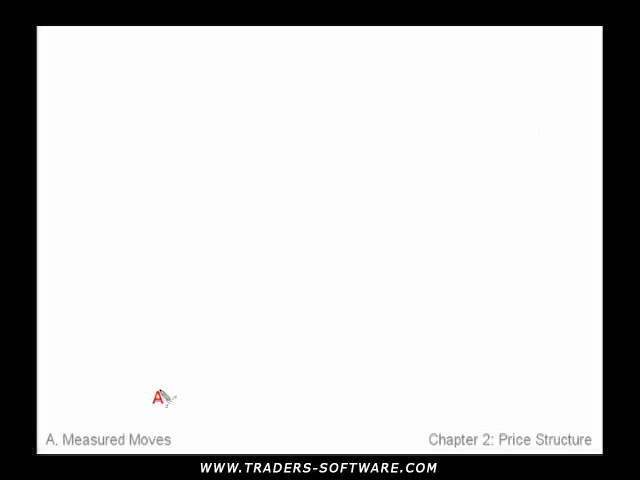 A
A. Measured Moves
Chapter 2: Price Structure
WWW.TRADERS-SOFTWARE.COM